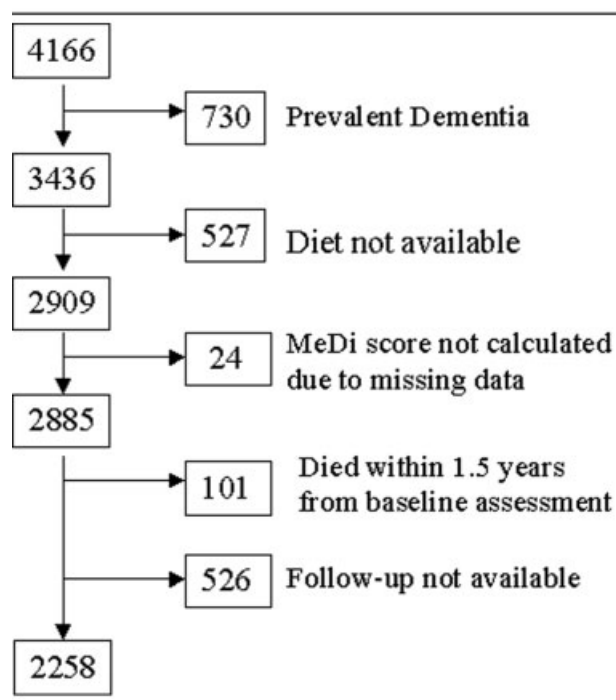 4166
730 Prevalent Dementia
3436
527 Diet not available
2909
24 MeDi score not calculated
due to missing data
2885
101 Died within 1.5 years
from baseline assessment
526 Follow-up not available
2258